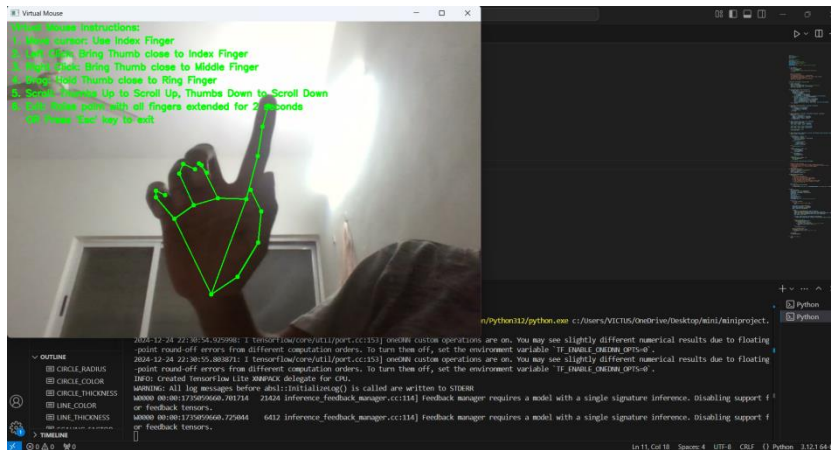 Virtual Mouse
Virtual Mouse Instructions:
1. Move cursor: Use Index Finger
2. Left Click: Bring Thumb close to Index Finger
3. Right Click: Bring Thumb close to Middle Finger
4. Drag: Hold Thumb close to Ring Finger
5. Scroll: Thumbs Up to Scroll Up, Thumbs Down to Scroll Down
with all fingers extended for 2 seconds
OR Press 'Esc' key to exit
Python
Python
n/Python312/python.exe c:/Users/VICTUS/OneDrive/Desktop/mini/miniproject.
2024-12-24 22:30:54.925998: I tensorflow/core/util/port.cc:153] oneDNN custom operations are on. You may see slightly different numerical results due to floating
-point round-off errors from different computation orders. To turn them off, set the environment variable `TF_ENABLE_ONEDNN_OPTS=0`.
2024-12-24 22:30:55.803871: I tensorflow/core/util/port.cc:153] oneDNN custom operations are on. You may see slightly different numerical results due to floating
-point round-off errors from different computation orders. To turn them off, set the environment variable `TF_ENABLE_ONEDNN_OPTS=0`.
INFO: Created TensorFlow Lite XNNPACK delegate for CPU.
WARNING: All log messages before absl::InitializeLog() is called are written to STDERR
W0000 00:00:1735059660.701714 21424 inference_feedback_manager.cc:114] Feedback manager requires a model with a single signature inference. Disabling support f
or feedback tensors.
W0000 00:00:1735059660.725044 6412 inference_feedback_manager.cc:114] Feedback manager requires a model with a single signature inference. Disabling support f
or feedback tensors.
OUTLINE
CIRCLE_RADIUS
CIRCLE_COLOR
CIRCLE_THICKNESS
LINE_COLOR
LINE_THICKNESS
TIMELINE
0 0 0
Ln 11, Col 18 Spaces: 4 UTF-8 CRLF {} Python 3.12.1 64-